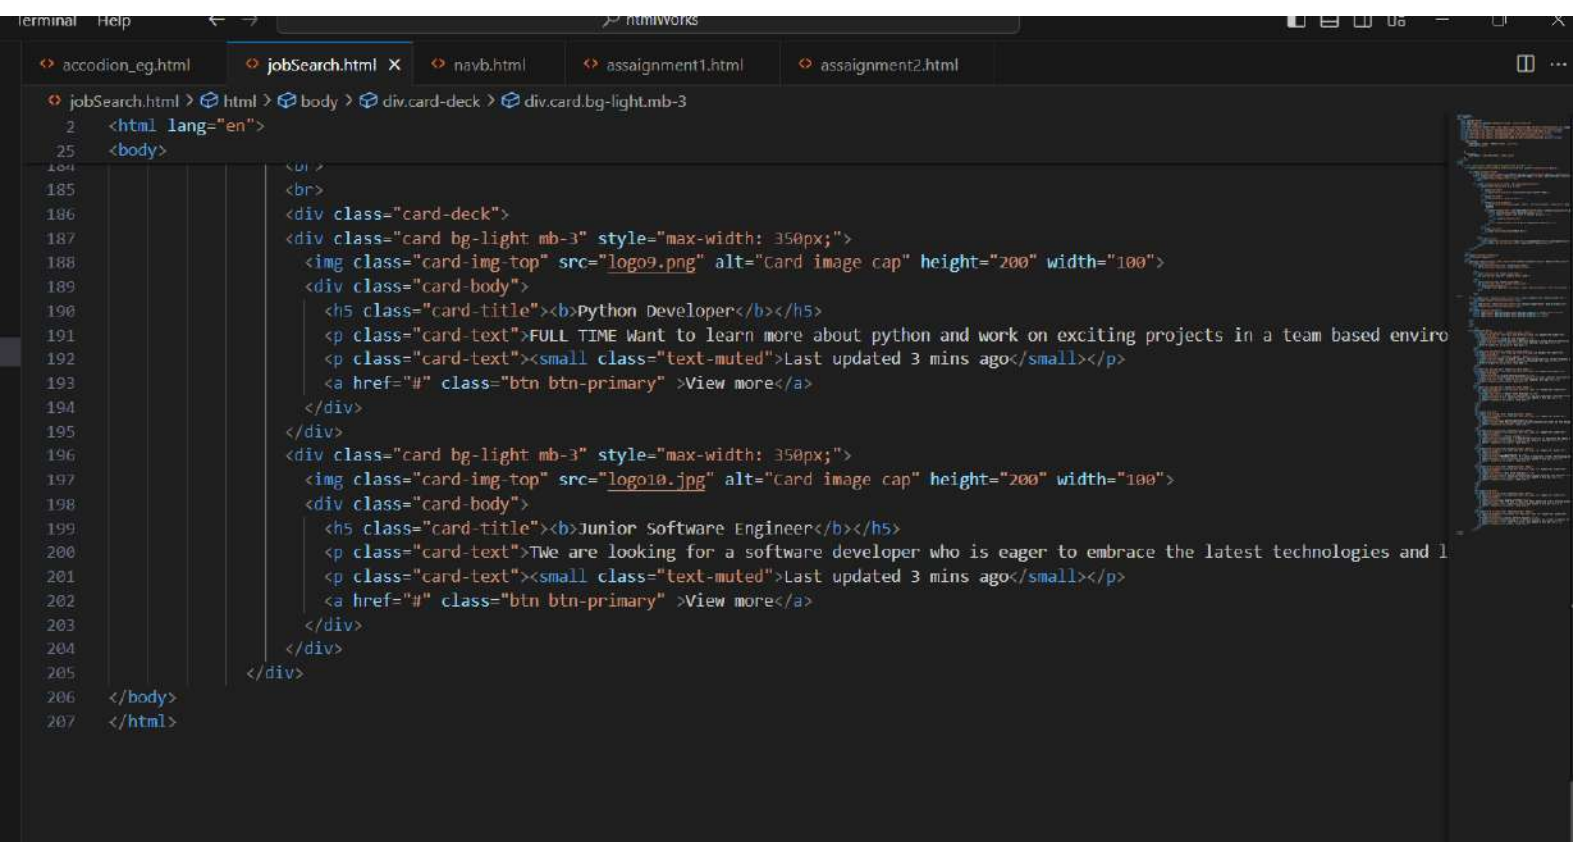 Terminal Help
htmlWorks
accodion_eg.html jobSearch.html navb.html assaignment1.html assaignment2.html
jobSearch.html > html > body > div.card-deck > div.card.bg-light.mb-3
2 <html lang="en">
25 <body>
184 <br>
185 <br>
186 <div class="card-deck">
187 <div class="card bg-light mb-3" style="max-width: 350px;">
188 <img class="card-img-top" src="logo9.png" alt="Card image cap" height="200" width="100">
189 <div class="card-body">
190 <h5 class="card-title"><b>Python Developer</b></h5>
191 <p class="card-text">FULL TIME Want to learn more about python and work on exciting projects in a team based enviro
192 <p class="card-text"><small class="text-muted">Last updated 3 mins ago</small></p>
193 <a href="#" class="btn btn-primary" >View more</a>
194 </div>
195 </div>
196 <div class="card bg-light mb-3" style="max-width: 350px;">
197 <img class="card-img-top" src="logo10.jpg" alt="Card image cap" height="200" width="100">
198 <div class="card-body">
199 <h5 class="card-title"><b>Junior Software Engineer</b></h5>
200 <p class="card-text">TWe are looking for a software developer who is eager to embrace the latest technologies and l
201 <p class="card-text"><small class="text-muted">Last updated 3 mins ago</small></p>
202 <a href="#" class="btn btn-primary" >View more</a>
203 </div>
204 </div>
205 </div>
206 </body>
207 </html>